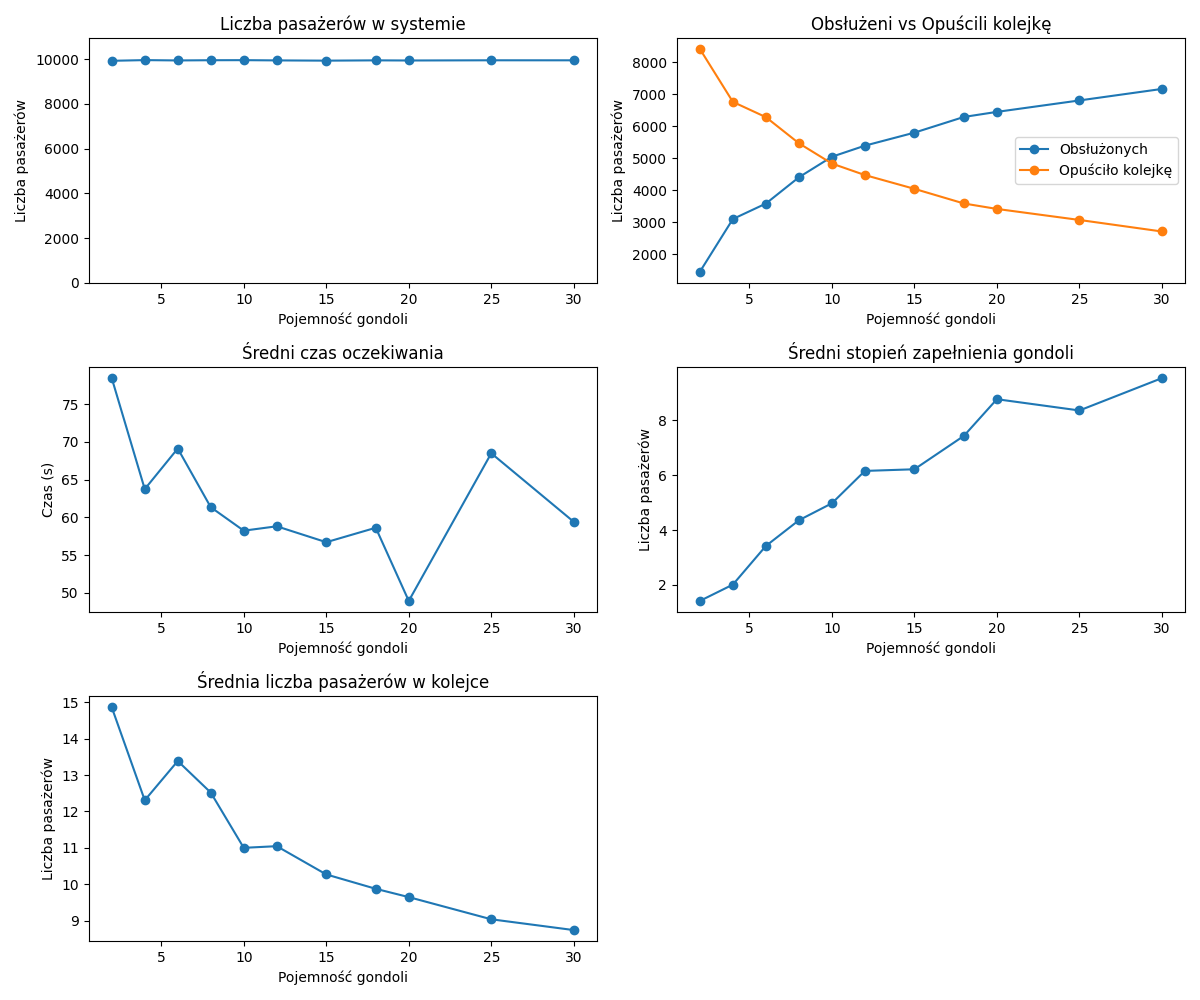 Liczba pasażerów w systemie
Liczba pasażerów
10000
8000
6000
4000
2000
0
5 10 15 20 25 30
Pojemność gondoli
Obsłużeni vs Opuścili kolejkę
Liczba pasażerów
8000
7000
6000
5000
4000
3000
2000
Obsłużonych
Opuściło kolejkę
5 10 15 20 25 30
Pojemność gondoli
Średni czas oczekiwania
Czas (s)
75
70
65
60
55
50
5 10 15 20 25 30
Pojemność gondoli
Średni stopień zapełnienia gondoli
Liczba pasażerów
8
6
4
2
5 10 15 20 25 30
Pojemność gondoli
Średnia liczba pasażerów w kolejce
Liczba pasażerów
15
14
13
12
11
10
9
5 10 15 20 25 30
Pojemność gondoli